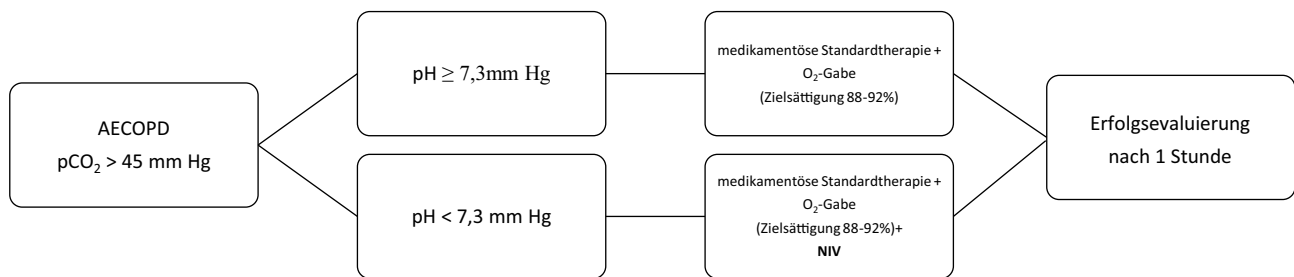 AECOPD
pCO₂ > 45 mm Hg
pH ≥ 7,3mm Hg
pH < 7,3 mm Hg
medikamentöse Standardtherapie +
O₂-Gabe
(Zielsättigung 88-92%)
medikamentöse Standardtherapie +
O₂-Gabe
(Zielsättigung 88-92%)+
NIV
Erfolgsevaluierung
nach 1 Stunde